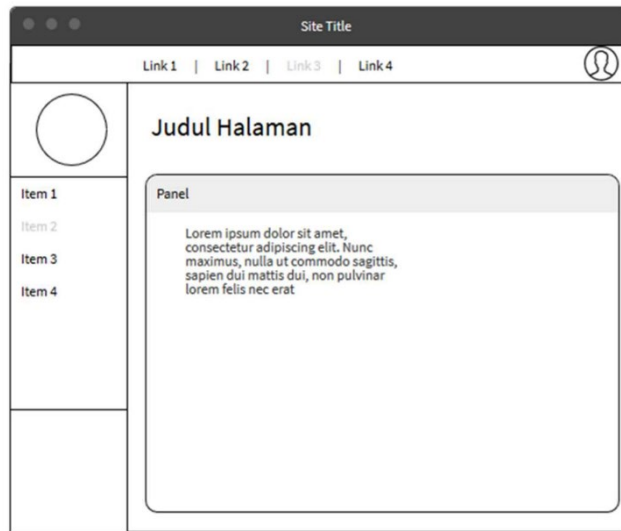 Site Title
Link 1 | Link 2 | Link 3 | Link 4
Judul Halaman
Item 1
Item 2
Item 3
Item 4
Panel
Lorem ipsum dolor sit amet,
consectetur adipiscing elit. Nunc
maximus, nulla ut commodo sagittis,
sapien dui mattis dui, non pulvinar
lorem felis nec erat